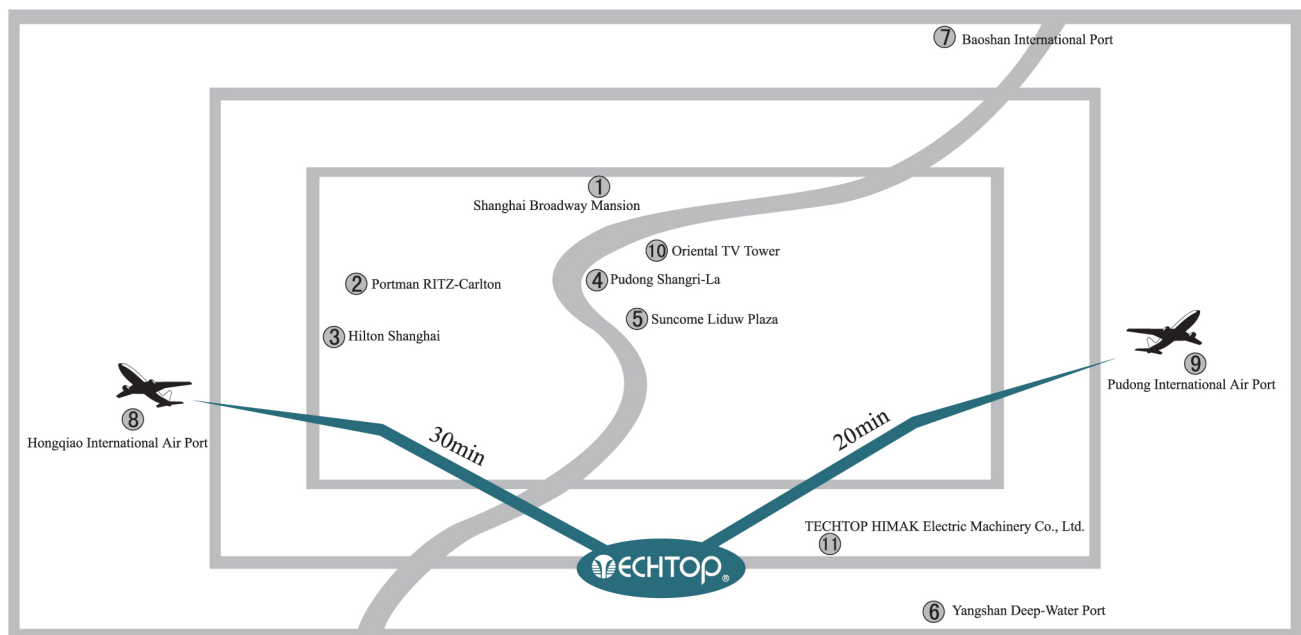 7 Baoshan International Port
1
Shanghai Broadway Mansion
10 Oriental TV Tower
2 Portman RITZ-Carlton
4 Pudong Shangri-La
5 Suncome Liduw Plaza
3 Hilton Shanghai
9
Pudong International Air Port
8
Hongqiao International Air Port
30min
20min
TECHTOP HIMAK Electric Machinery Co., Ltd.
11
TECHTOP®
6 Yangshan Deep-Water Port